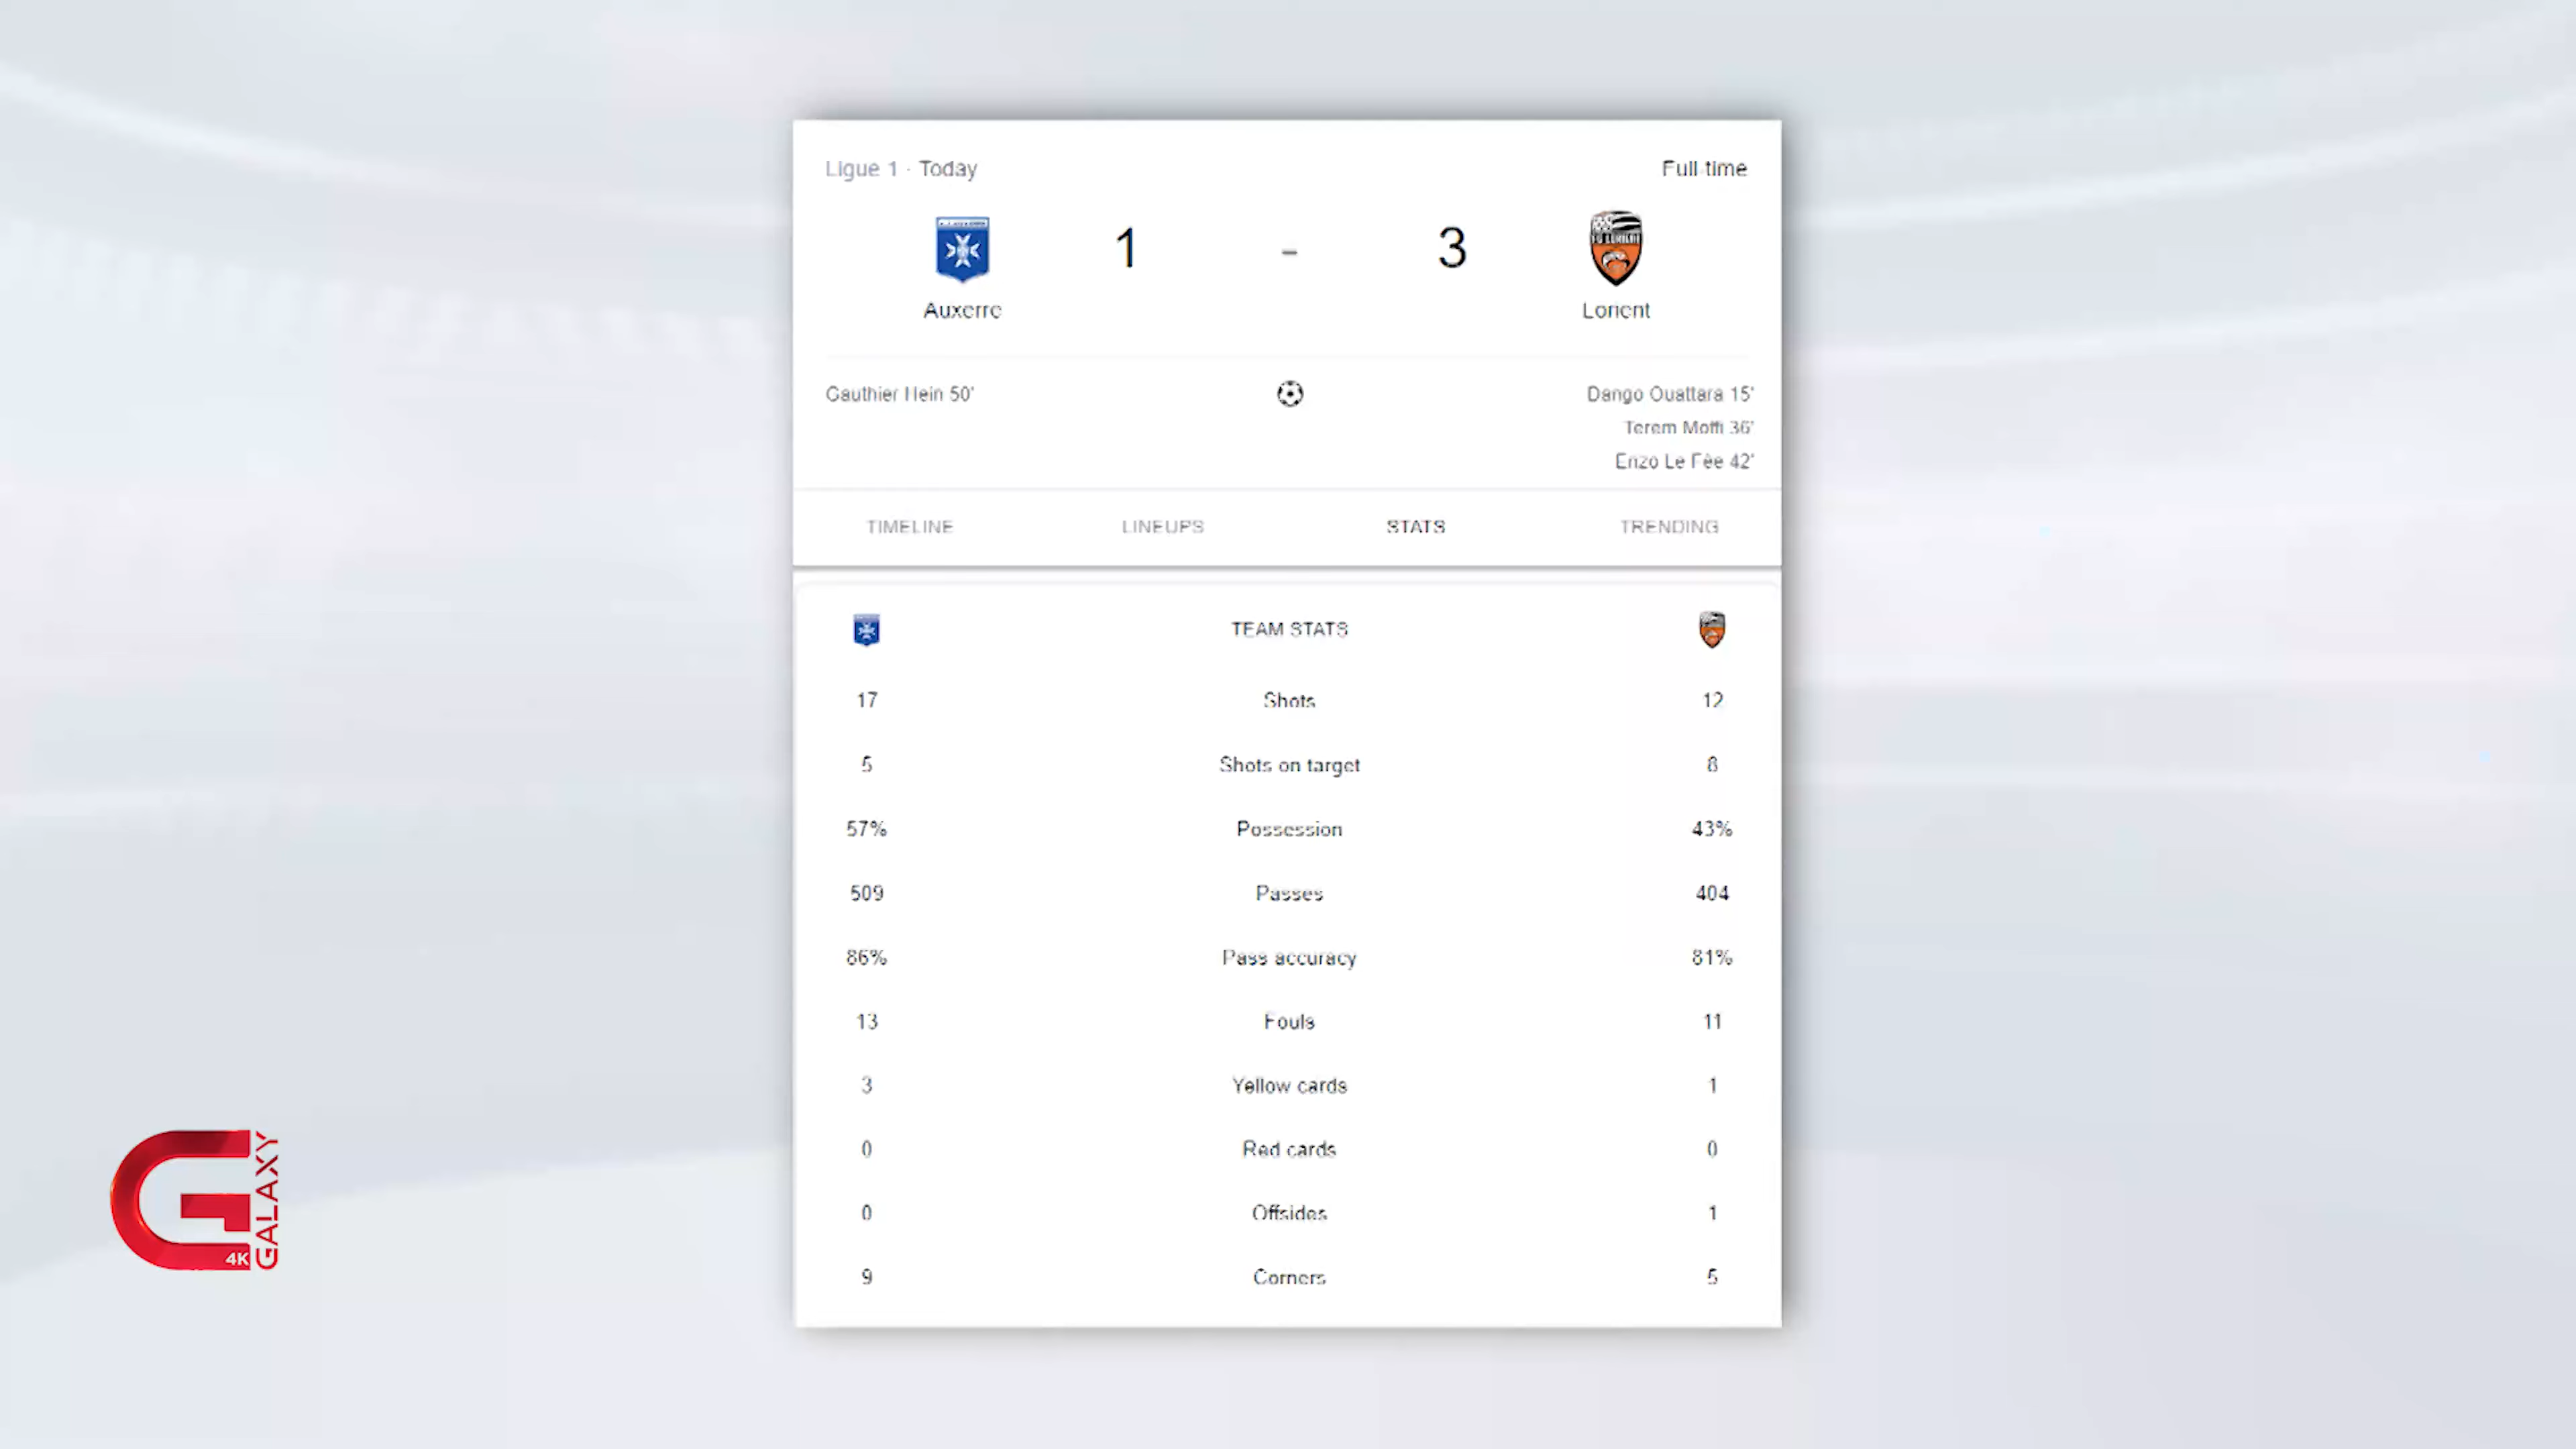 Ligue 1 · Today
Full-time
1 - 3
Auxerre
Lorient
Gauthier Hein 50'
Dango Ouattara 15'
Terem Moffi 36'
Enzo Le Fée 42'
TIMELINE LINEUPS STATS TRENDING
TEAM STATS
17 Shots 12
5 Shots on target 8
57% Possession 43%
509 Passes 404
86% Pass accuracy 81%
13 Fouls 11
3 Yellow cards 1
0 Red cards 0
0 Offsides 1
9 Corners 5
GALAXY
4K